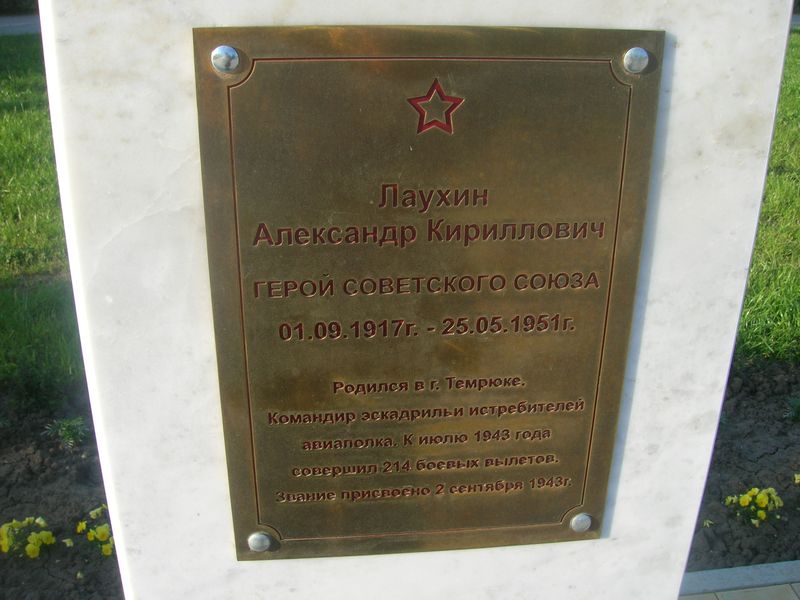 Лаухин
Александр Кириллович
ГЕРОЙ СОВЕТСКОГО СОЮЗА
01.09.1917г. - 25.05.1951г.
Родился в г. Темрюке.
Командир эскадрильи истребителей
авиаполка. К июлю 1943 года
совершил 214 боевых вылетов.
Звание присвоено 2 сентября 1943г.